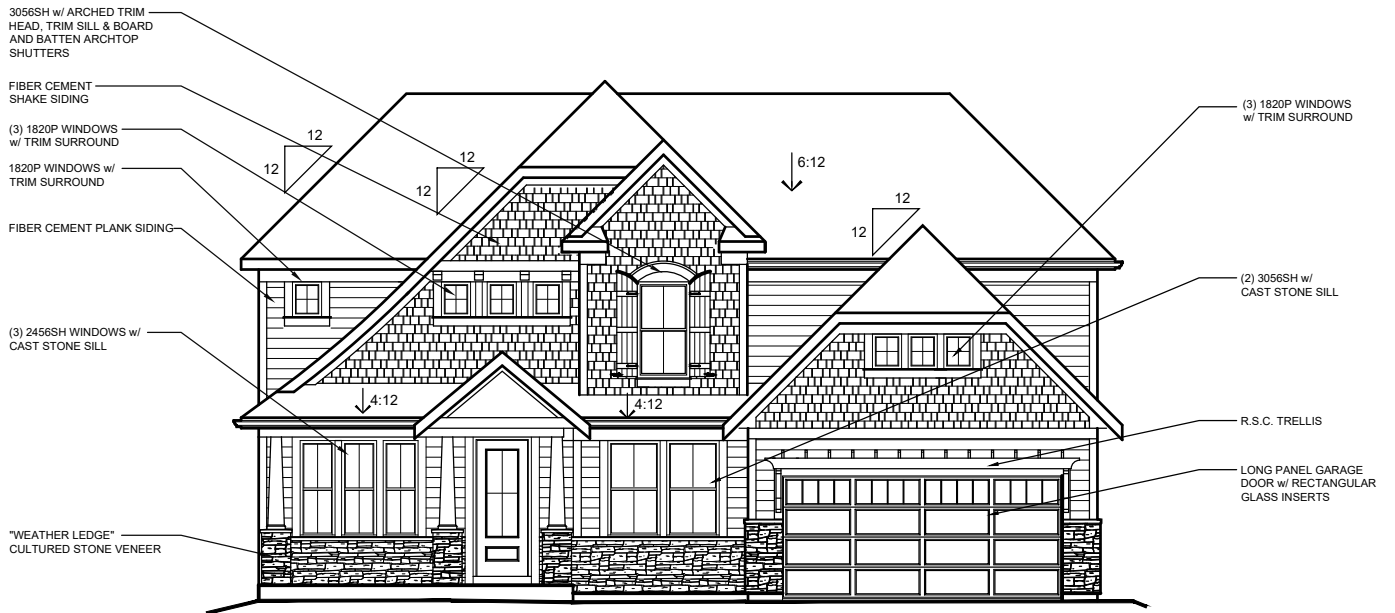 3056SH w/ ARCHED TRIM
HEAD, TRIM SILL & BOARD
AND BATTEN ARCHTOP
SHUTTERS
FIBER CEMENT
SHAKE SIDING
(3) 1820P WINDOWS
w/ TRIM SURROUND
1820P WINDOWS w/
TRIM SURROUND
FIBER CEMENT PLANK SIDING
(3) 2456SH WINDOWS w/
CAST STONE SILL
"WEATHER LEDGE"
CULTURED STONE VENEER
12
12
12
12
6:12
12
12
4:12
4:12
(3) 1820P WINDOWS
w/ TRIM SURROUND
(2) 3056SH w/
CAST STONE SILL
R.S.C. TRELLIS
LONG PANEL GARAGE
DOOR w/ RECTANGULAR
GLASS INSERTS